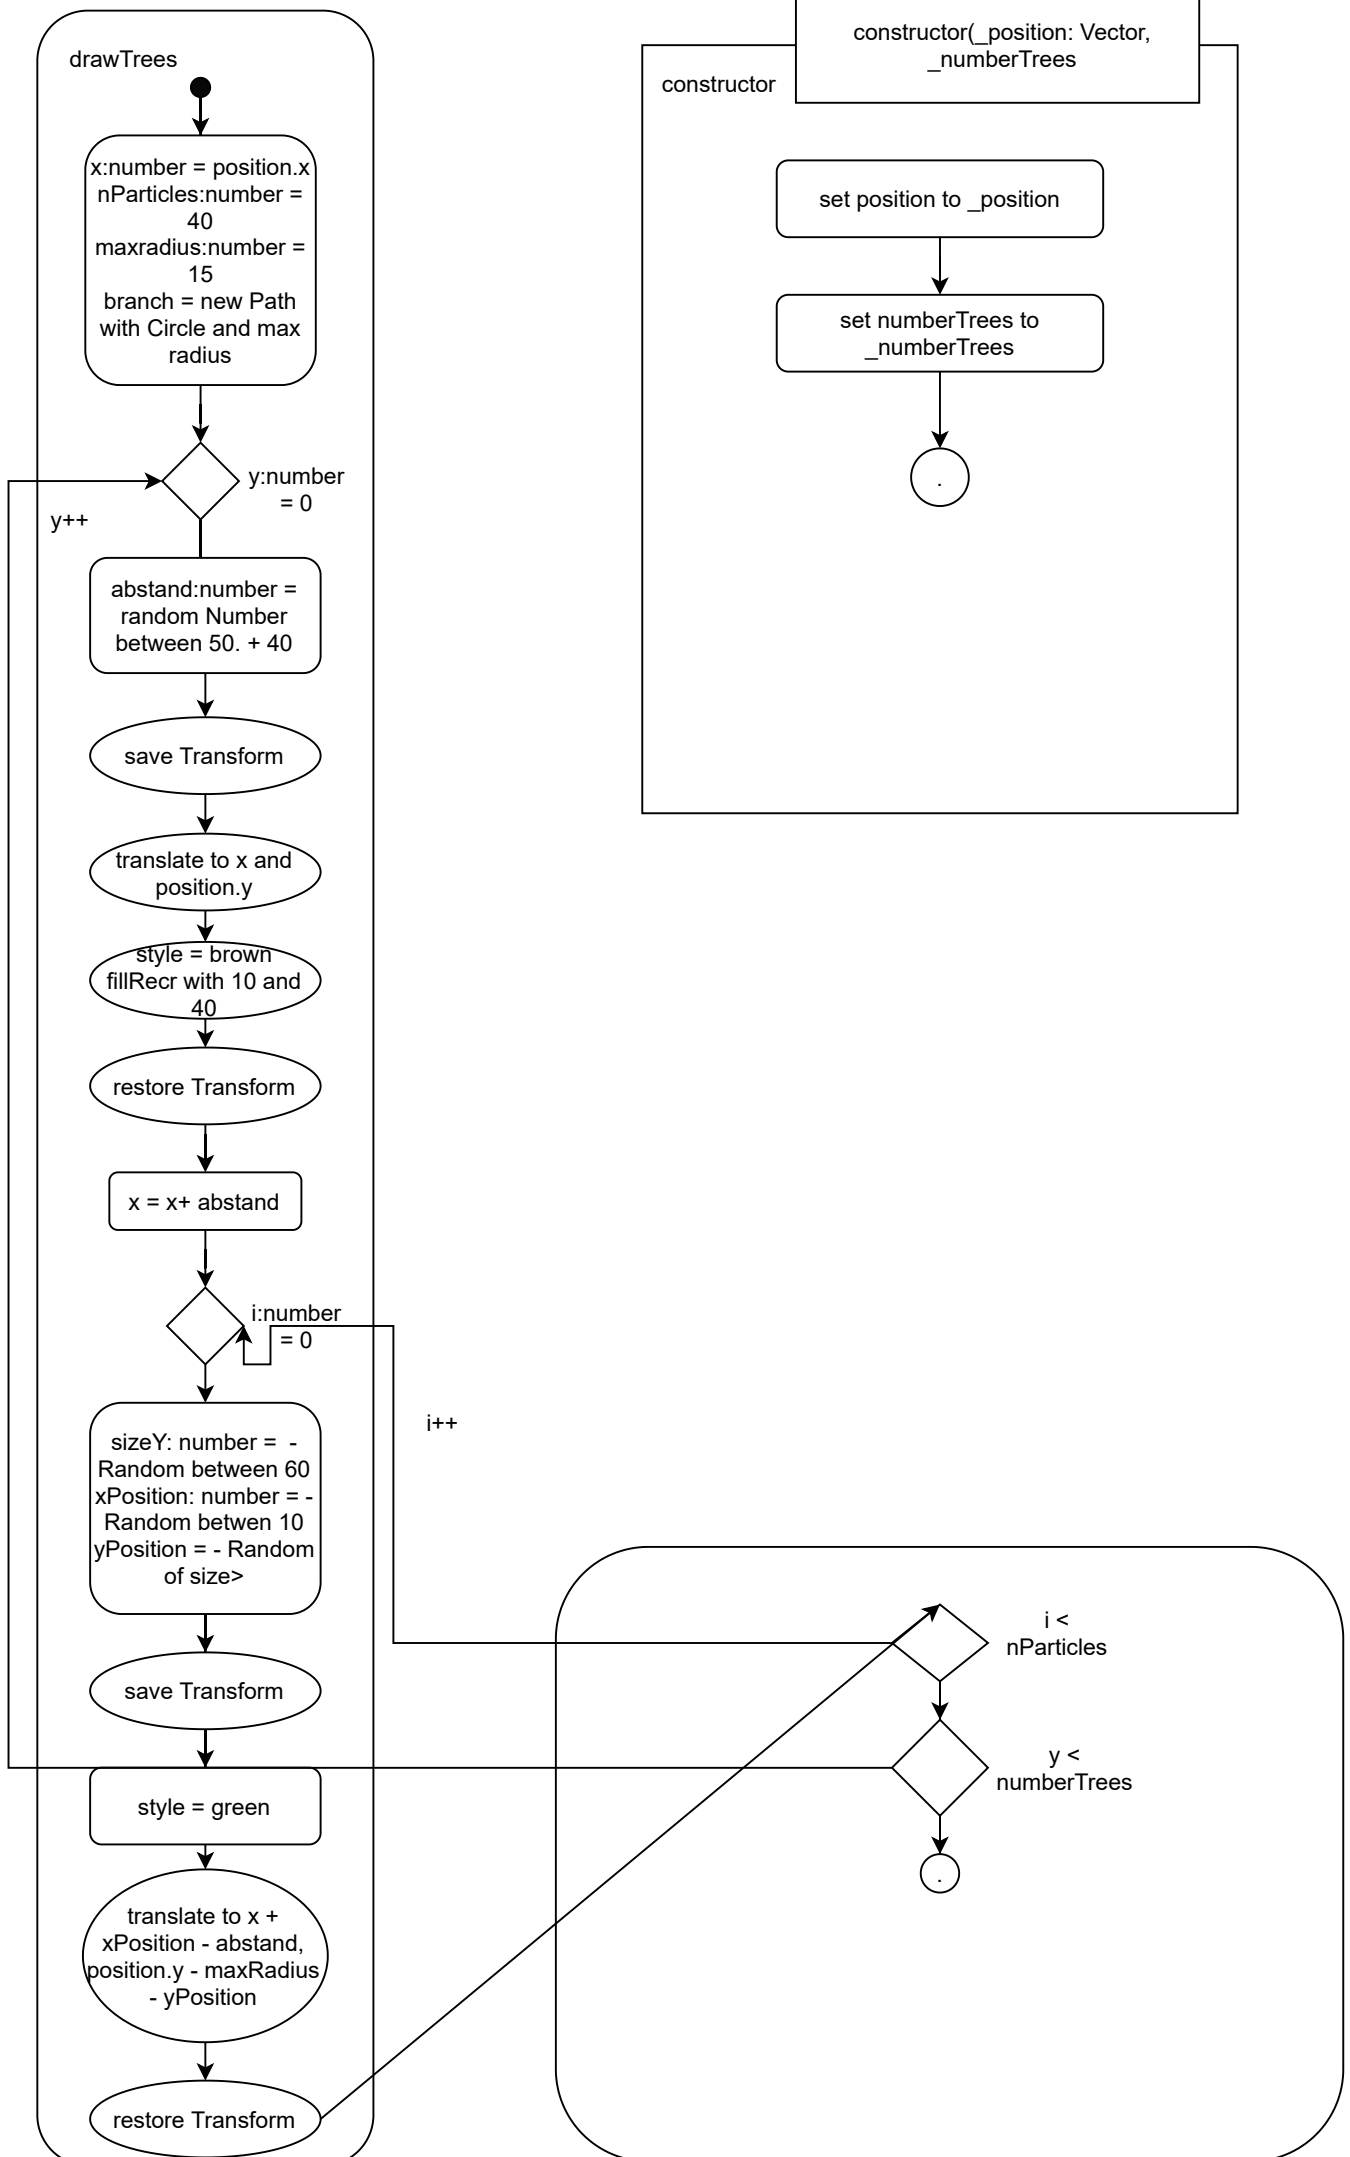 drawTrees
x:number = position.x
nParticles:number =
40
maxradius:number =
15
branch = new Path
with Circle and max
radius
y:number
= 0
y++
abstand:number =
random Number
between 50. + 40
save Transform
translate to x and
position.y
style = brown
fillRecr with 10 and
40
restore Transform
x = x+ abstand
i:number
= 0
i++
sizeY: number =  -
Random between 60
xPosition: number = -
Random betwen 10
yPosition = - Random
of size>
save Transform
style = green
translate to x +
xPosition - abstand,
position.y - maxRadius
- yPosition
restore Transform
constructor(_position: Vector,
_numberTrees
constructor
set position to _position
set numberTrees to
_numberTrees
.
i <
nParticles
y <
numberTrees
.